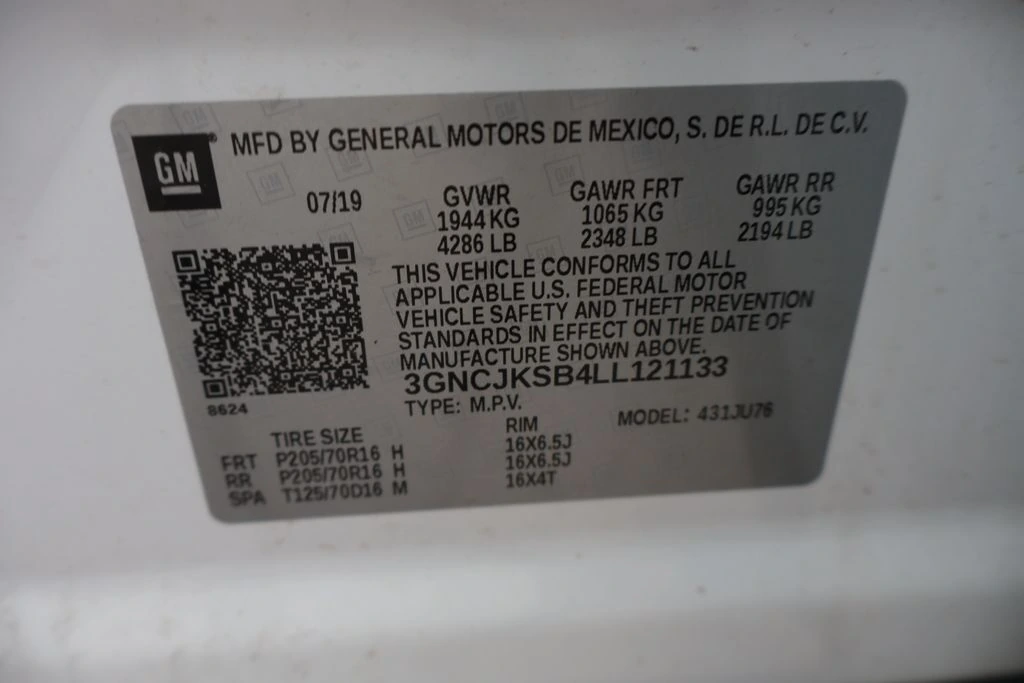 GM ® MFD BY GENERAL MOTORS DE MEXICO, S. DE R.L. DE C.V.
07/19 GVWR GAWR FRT GAWR RR
1944 KG 1065 KG 995 KG
4286 LB 2348 LB 2194 LB
THIS VEHICLE CONFORMS TO ALL
APPLICABLE U.S. FEDERAL MOTOR
VEHICLE SAFETY AND THEFT PREVENTION
STANDARDS IN EFFECT ON THE DATE OF
MANUFACTURE SHOWN ABOVE.
3GNCJKSB4LL121133
8624
TYPE: M.P.V. MODEL: 431JU76
TIRE SIZE RIM
FRT P205/70R16 H 16X6.5J
RR P205/70R16 H 16X6.5J
SPA T125/70D16 M 16X4T